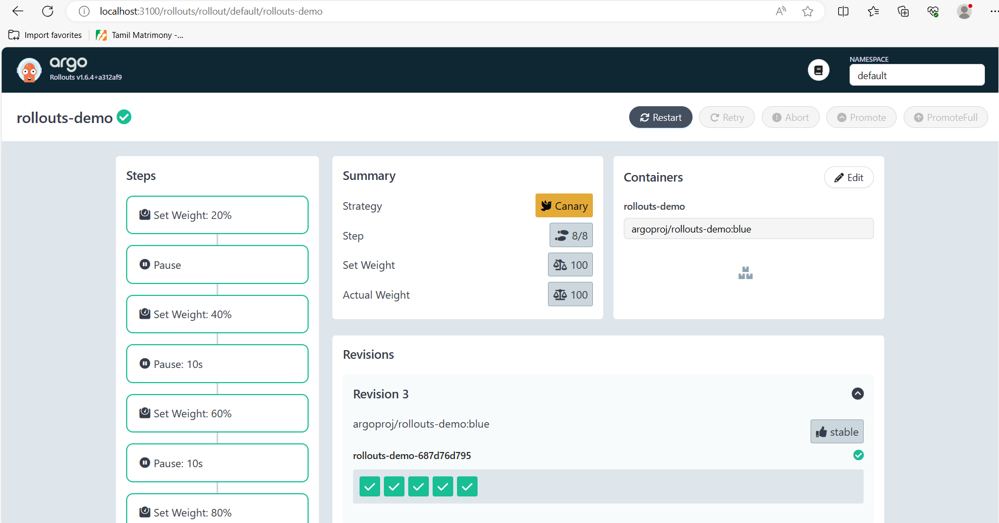 localhost:3100/rollouts/rollout/default/rollouts-demo
Import favorites
Tamil Matrimony -...
argo
Rollouts v1.6.4+a312af9
NAMESPACE
default
rollouts-demo
Restart
Retry
Abort
Promote
PromoteFull
Steps
Set Weight: 20%
Pause
Set Weight: 40%
Pause: 10s
Set Weight: 60%
Pause: 10s
Set Weight: 80%
Summary
Strategy
Canary
Step
8/8
Set Weight
100
Actual Weight
100
Containers
Edit
rollouts-demo
argoproj/rollouts-demo:blue
Revisions
Revision 3
argoproj/rollouts-demo:blue
stable
rollouts-demo-687d76d795